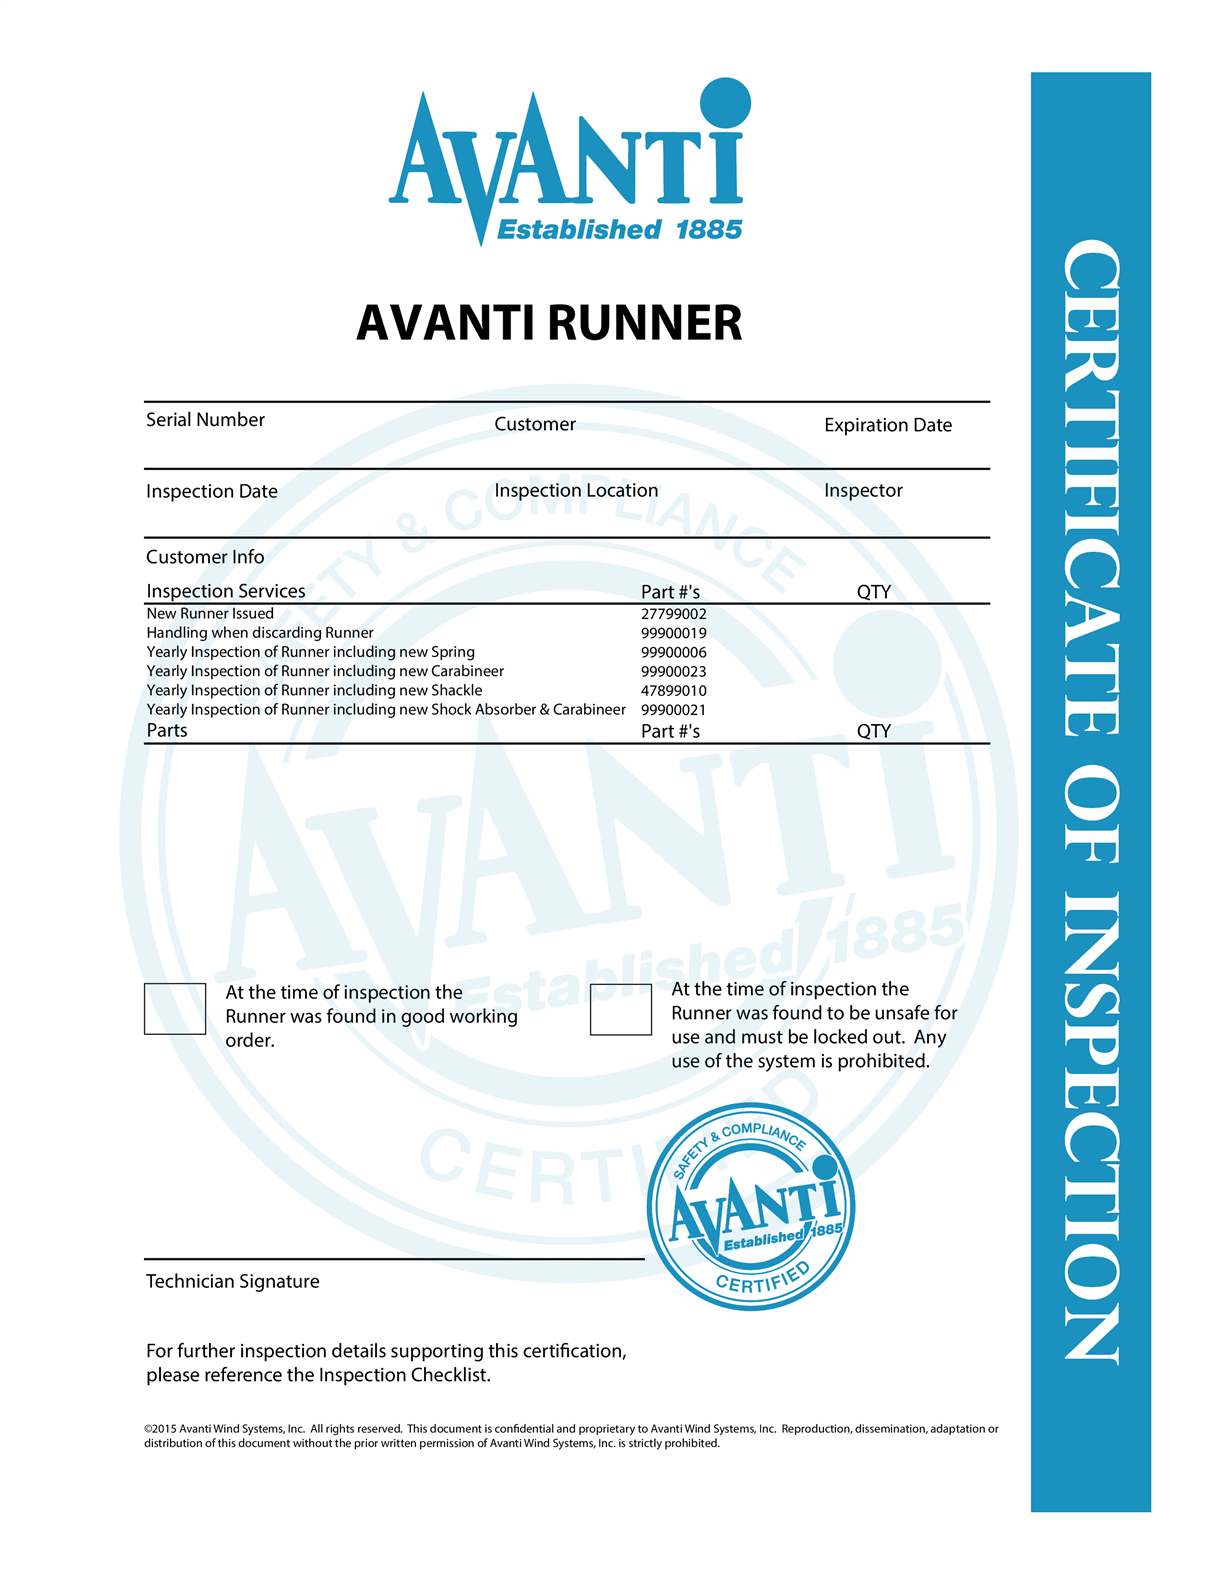 AVANTI
Established 1885
AVANTI RUNNER
Serial Number Customer Expiration Date
Inspection Date Inspection Location Inspector
Customer Info
Inspection Services Part #'s QTY
New Runner Issued 27799002
Handling when discarding Runner 99900019
Yearly Inspection of Runner including new Spring 99900006
Yearly Inspection of Runner including new Carabineer 99900023
Yearly Inspection of Runner including new Shackle 47899010
Yearly Inspection of Runner including new Shock Absorber & Carabineer 99900021
Parts Part #'s QTY
SAFETY & COMPLIANCE
AVANTI
Established 1885
CERTIFIED
At the time of inspection the
Runner was found in good working
order.
At the time of inspection the
Runner was found to be unsafe for
use and must be locked out.  Any
use of the system is prohibited.
SAFETY & COMPLIANCE
AVANTI
Established 1885
CERTIFIED
Technician Signature
For further inspection details supporting this certification,
please reference the Inspection Checklist.
©2015 Avanti Wind Systems, Inc.  All rights reserved.  This document is confidential and proprietary to Avanti Wind Systems, Inc.  Reproduction, dissemination, adaptation or
distribution of this document without the prior written permission of Avanti Wind Systems, Inc. is strictly prohibited.
CERTIFICATE OF INSPECTION